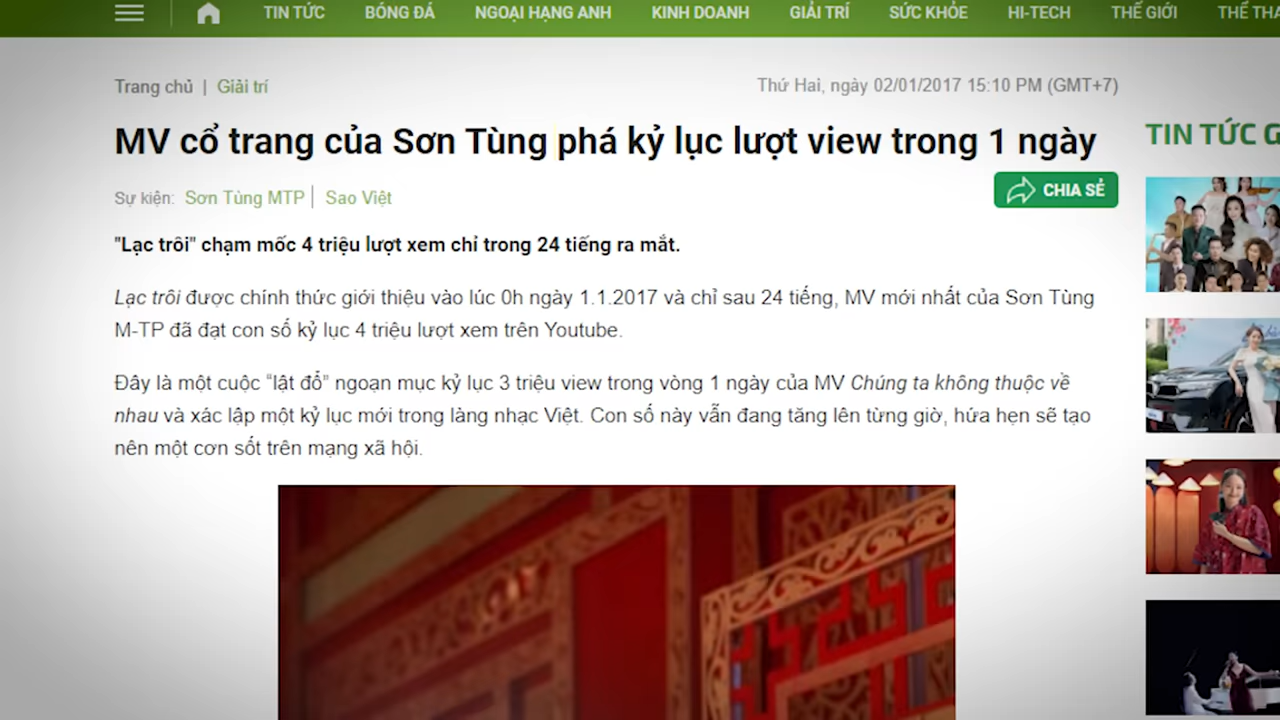 TIN TỨC BÓNG ĐÁ NGOẠI HẠNG ANH KINH DOANH GIẢI TRÍ SỨC KHỎE HI-TECH THẾ GIỚI THỂ
Trang chủ | Giải trí
Thứ Hai, ngày 02/01/2017 15:10 PM (GMT+7)
MV cổ trang của Sơn Tùng phá kỷ lục lượt view trong 1 ngày
Sự kiện: Sơn Tùng MTP | Sao Việt
CHIA SẺ
"Lạc trôi" chạm mốc 4 triệu lượt xem chỉ trong 24 tiếng ra mắt.
Lạc trôi được chính thức giới thiệu vào lúc 0h ngày 1.1.2017 và chỉ sau 24 tiếng, MV mới nhất của Sơn Tùng
M-TP đã đạt con số kỷ lục 4 triệu lượt xem trên Youtube.
Đây là một cuộc “lật đổ” ngoạn mục kỷ lục 3 triệu view trong vòng 1 ngày của MV Chúng ta không thuộc về
nhau và xác lập một kỷ lục mới trong làng nhạc Việt. Con số này vẫn đang tăng lên từng giờ, hứa hẹn sẽ tạo
nên một cơn sốt trên mạng xã hội.
TIN TỨC